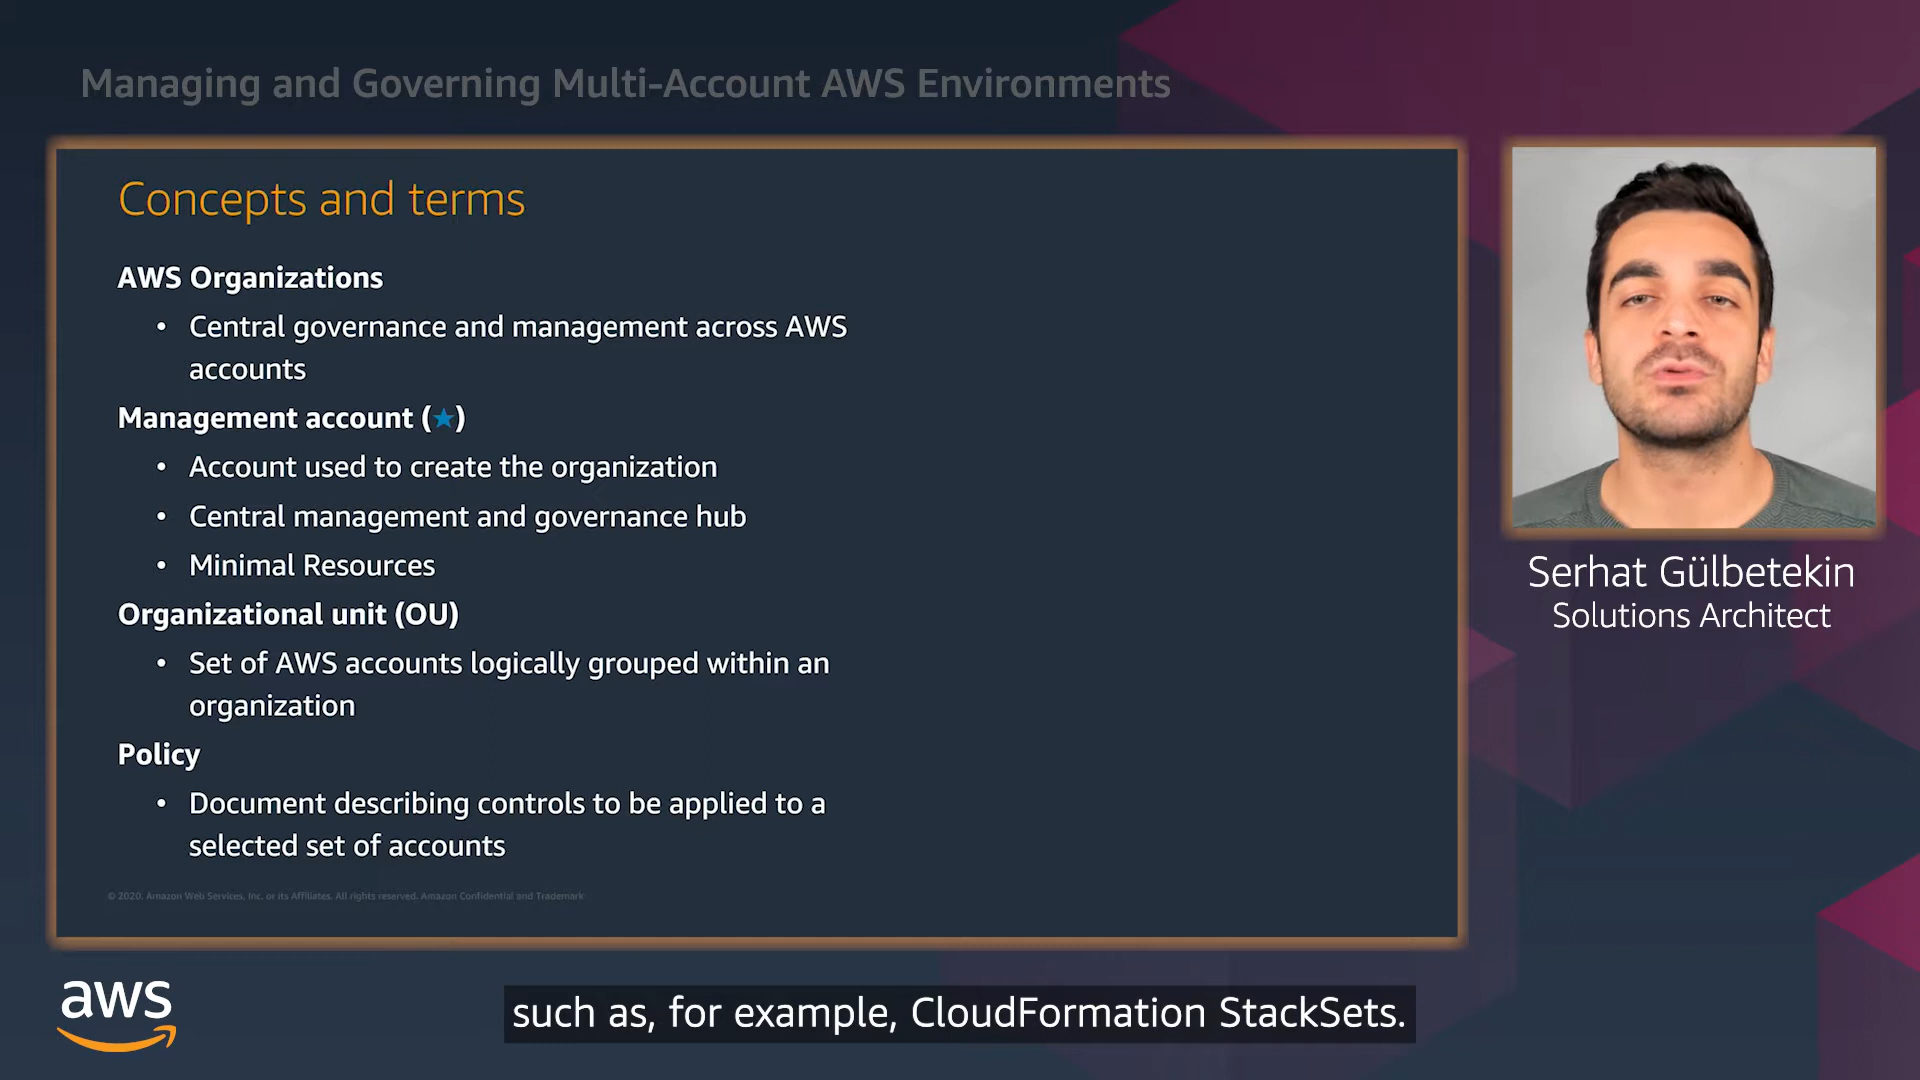 Managing and Governing Multi-Account AWS Environments
Concepts and terms
AWS Organizations
• Central governance and management across AWS
accounts
Management account (★)
• Account used to create the organization
• Central management and governance hub
• Minimal Resources
Organizational unit (OU)
• Set of AWS accounts logically grouped within an
organization
Policy
• Document describing controls to be applied to a
selected set of accounts
© 2020, Amazon Web Services, Inc. or its Affiliates. All rights reserved. Amazon Confidential and Trademark
Serhat Gülbetekin
Solutions Architect
aws
such as, for example, CloudFormation StackSets.